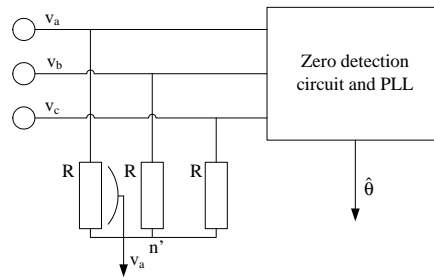 v_a
v_b
v_c
Zero detection
circuit and PLL
R
R
R
θ̂
n’
v_a